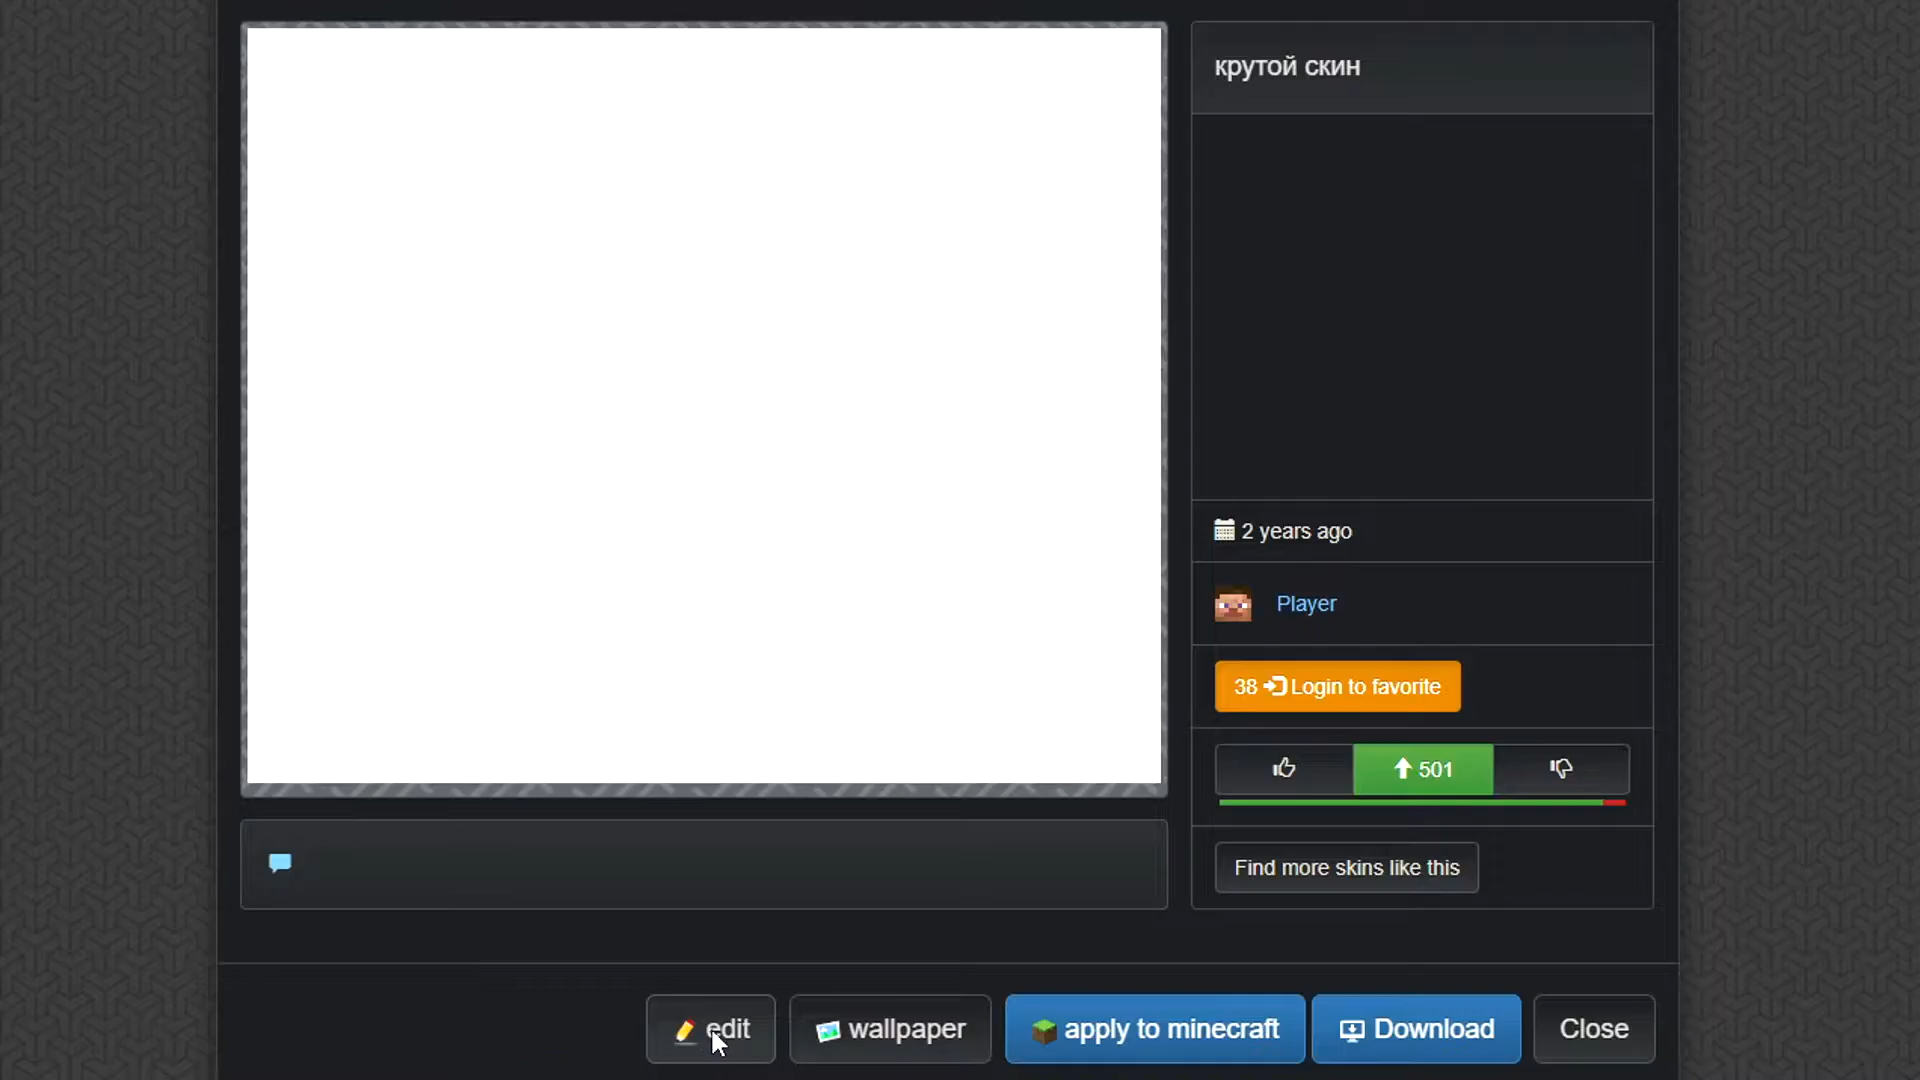 крутой скин
2 years ago
Player
38 Login to favorite
501
Find more skins like this
edit
wallpaper
apply to minecraft
Download
Close